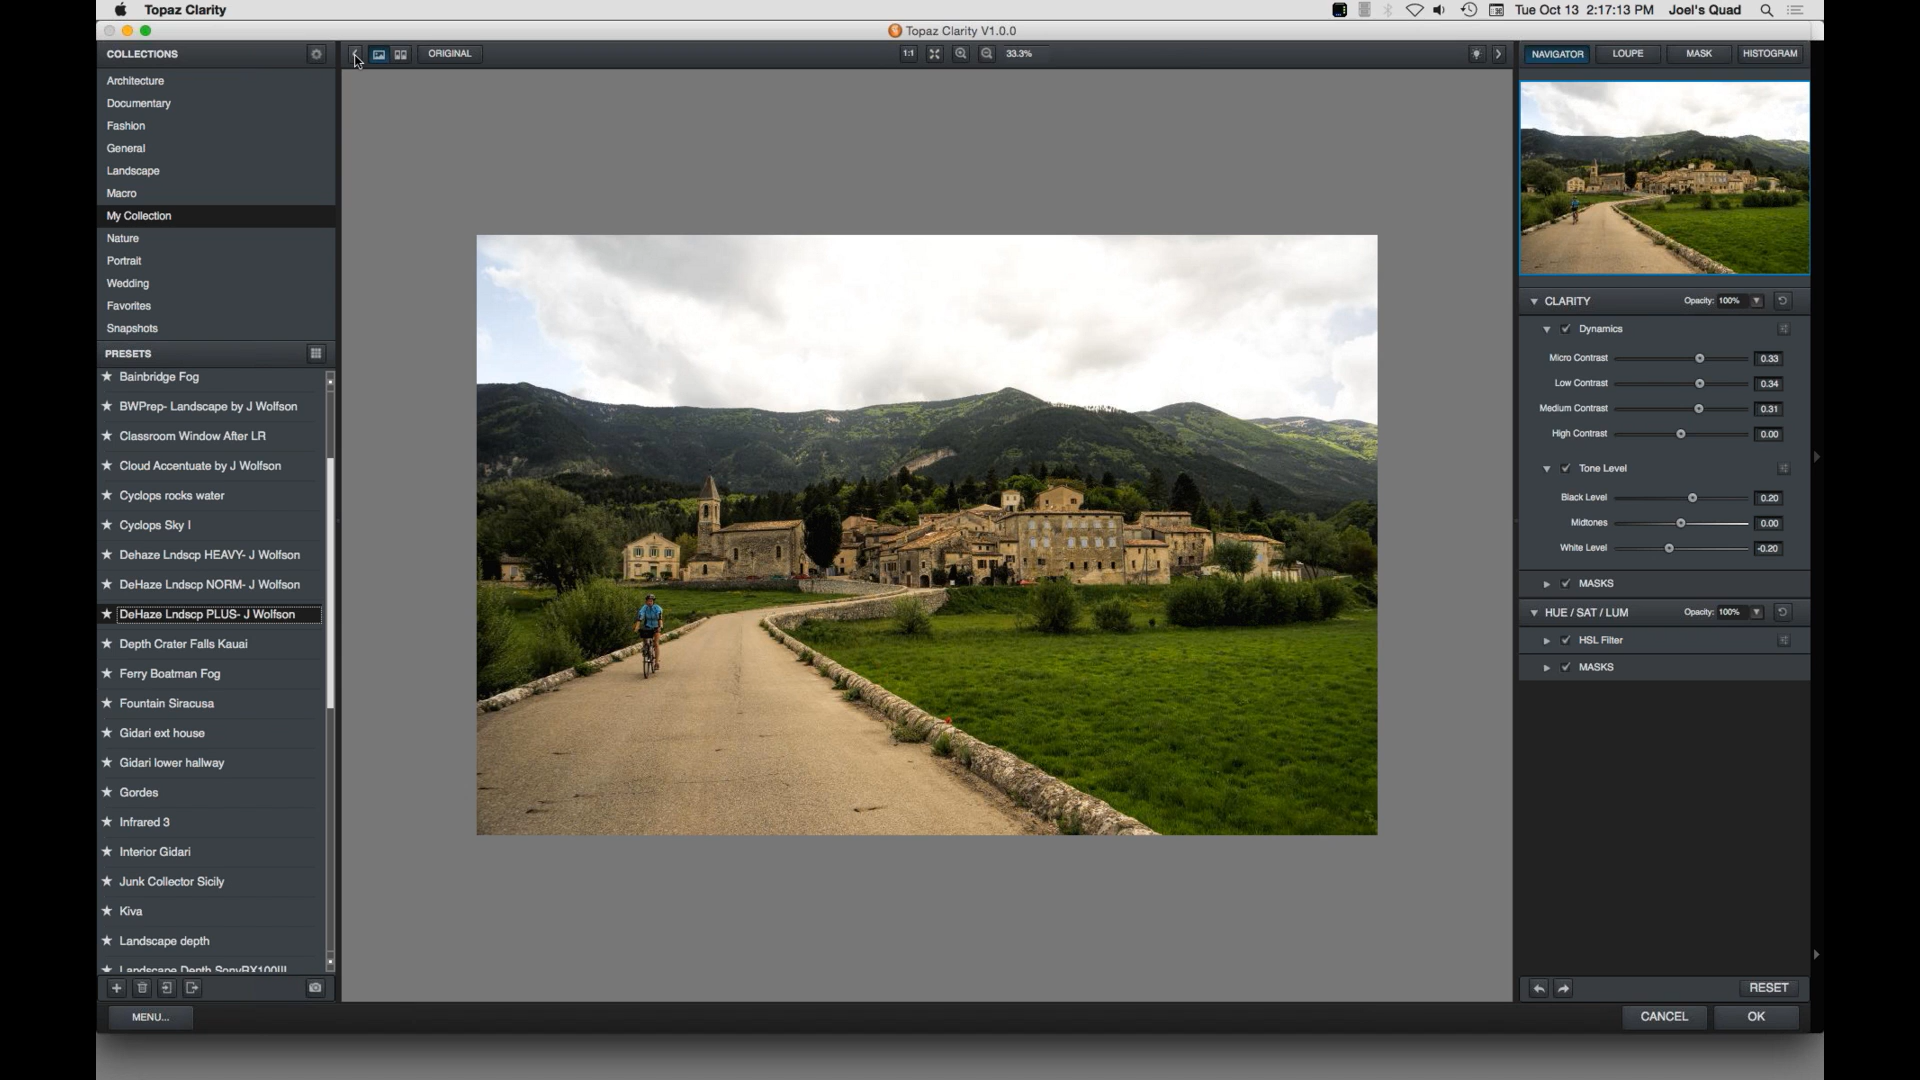 Topaz Clarity
Tue Oct 13 2:17:13 PM Joel's Quad
Topaz Clarity V1.0.0
COLLECTIONS
ORIGINAL
1:1
33.3%
NAVIGATOR
LOUPE
MASK
HISTOGRAM
Architecture
Documentary
Fashion
General
Landscape
Macro
My Collection
Nature
Portrait
Wedding
Favorites
Snapshots
PRESETS
Bainbridge Fog
BWPrep- Landscape by J Wolfson
Classroom Window After LR
Cloud Accentuate by J Wolfson
Cyclops rocks water
Cyclops Sky I
Dehaze Lndscp HEAVY- J Wolfson
DeHaze Lndscp NORM- J Wolfson
DeHaze Lndscp PLUS- J Wolfson
Depth Crater Falls Kauai
Ferry Boatman Fog
Fountain Siracusa
Gidari ext house
Gidari lower hallway
Gordes
Infrared 3
Interior Gidari
Junk Collector Sicily
Kiva
Landscape depth
Landscape Depth SonyRX100III
MENU...
CLARITY Opacity: 100%
Dynamics
Micro Contrast 0.33
Low Contrast 0.34
Medium Contrast 0.31
High Contrast 0.00
Tone Level
Black Level 0.20
Midtones 0.00
White Level -0.20
MASKS
HUE / SAT / LUM Opacity: 100%
HSL Filter
MASKS
RESET
CANCEL
OK